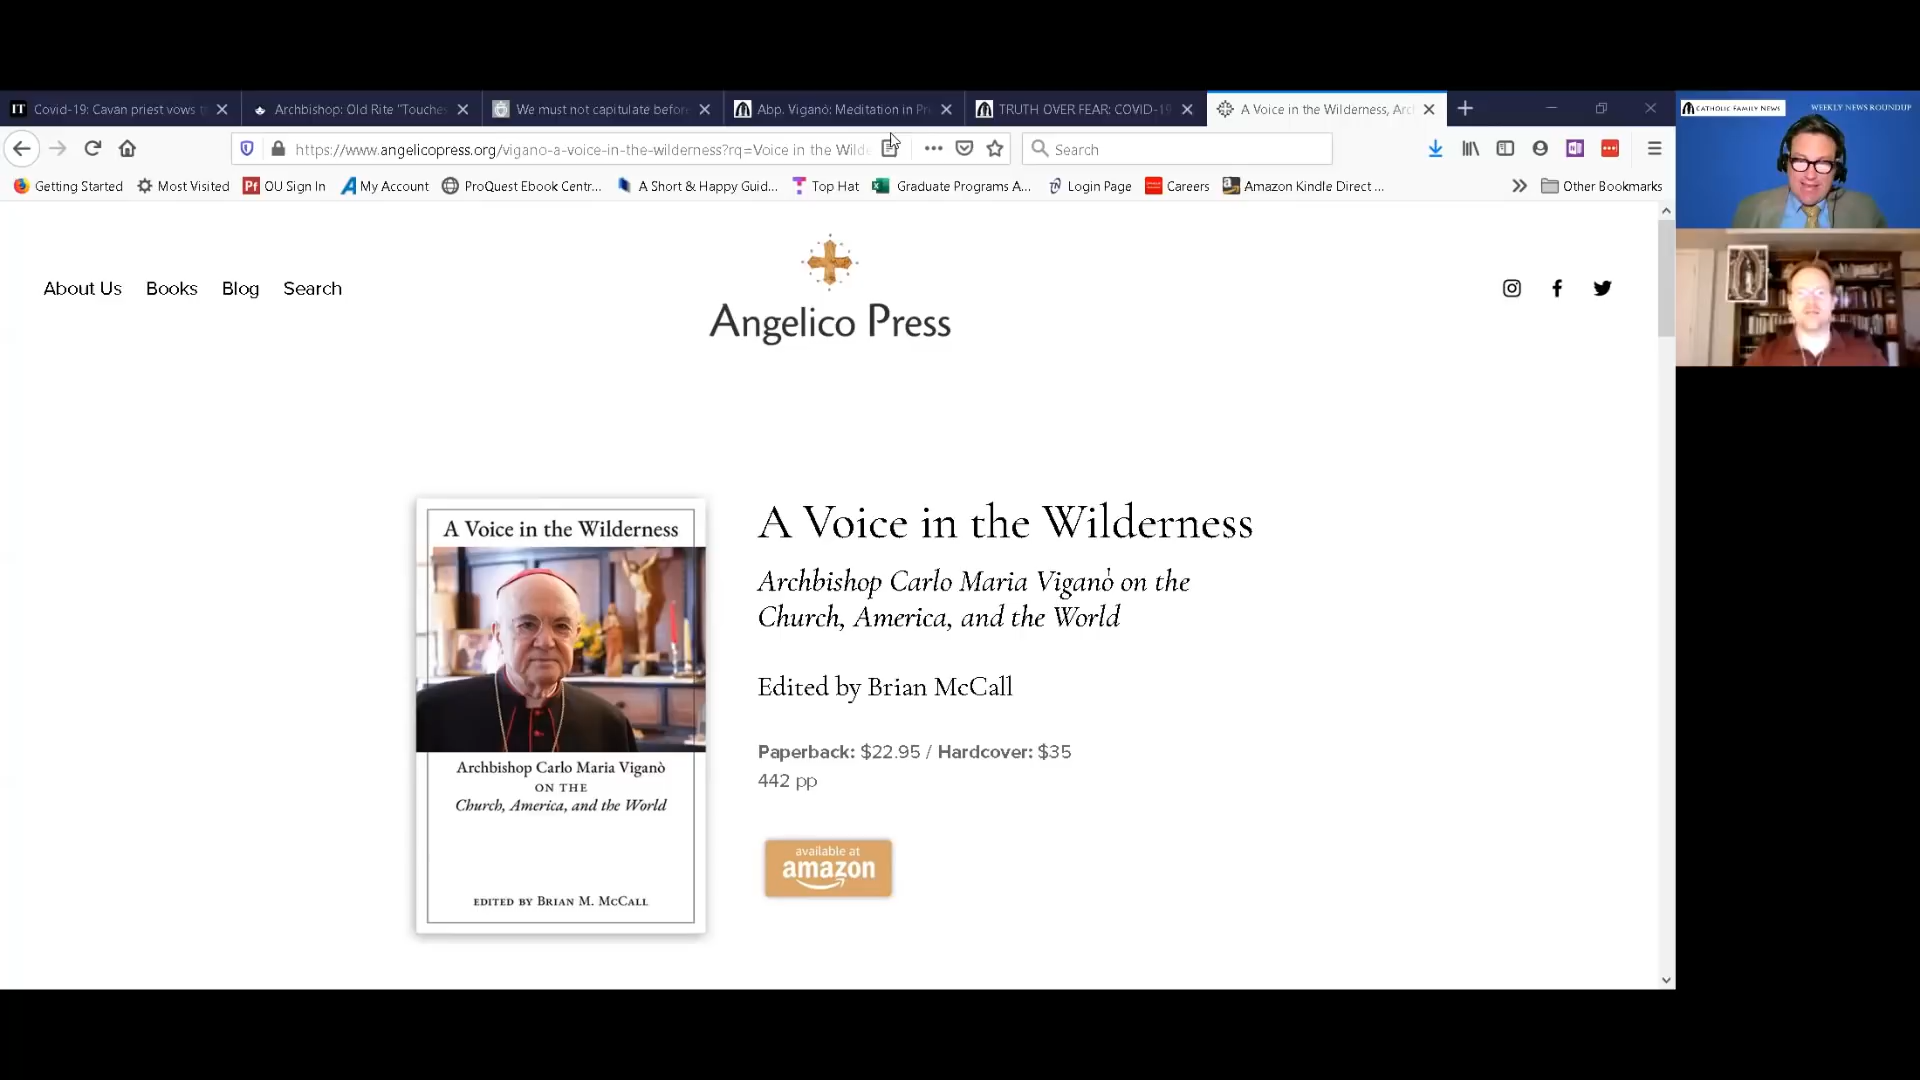 Covid-19: Cavan priest vows
Archbishop: Old Rite "Touches
We must not capitulate before
Abp. Viganò: Meditation in Pr
TRUTH OVER FEAR: COVID-19
A Voice in the Wilderness, Arc
CATHOLIC FAMILY NEWS
WEEKLY NEWS ROUNDUP
https://www.angelicopress.org/vigano-a-voice-in-the-wilderness?rq=Voice in the Wilde
Search
Getting Started
Most Visited
OU Sign In
My Account
ProQuest Ebook Centr...
A Short & Happy Guid...
Top Hat
Graduate Programs A...
Login Page
Careers
Amazon Kindle Direct ...
Other Bookmarks
About Us Books Blog Search
Angelico Press
A Voice in the Wilderness
Archbishop Carlo Maria Viganò
ON THE
Church, America, and the World
EDITED BY BRIAN M. MCCALL
A Voice in the Wilderness
Archbishop Carlo Maria Viganò on the
Church, America, and the World
Edited by Brian McCall
Paperback: $22.95 / Hardcover: $35
442 pp
available at
amazon